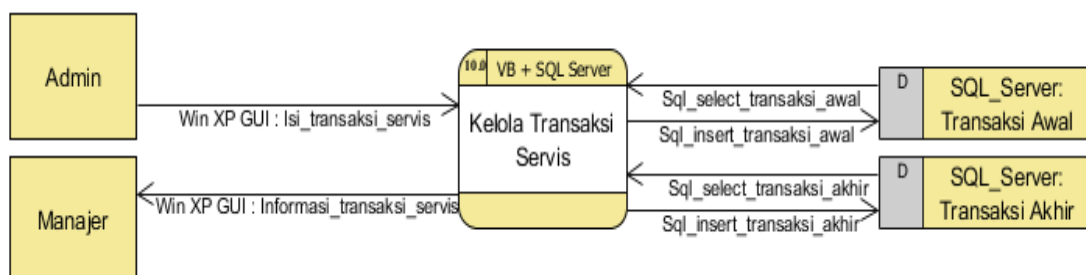 Admin
Win XP GUI : Isi_transaksi_servis
Manajer
Win XP GUI : Informasi_transaksi_servis
10.0
VB + SQL Server
Kelola Transaksi
Servis
Sql_select_transaksi_awal
Sql_insert_transaksi_awal
Sql_select_transaksi_akhir
Sql_insert_transaksi_akhir
D
SQL_Server:
Transaksi Awal
D
SQL_Server:
Transaksi Akhir